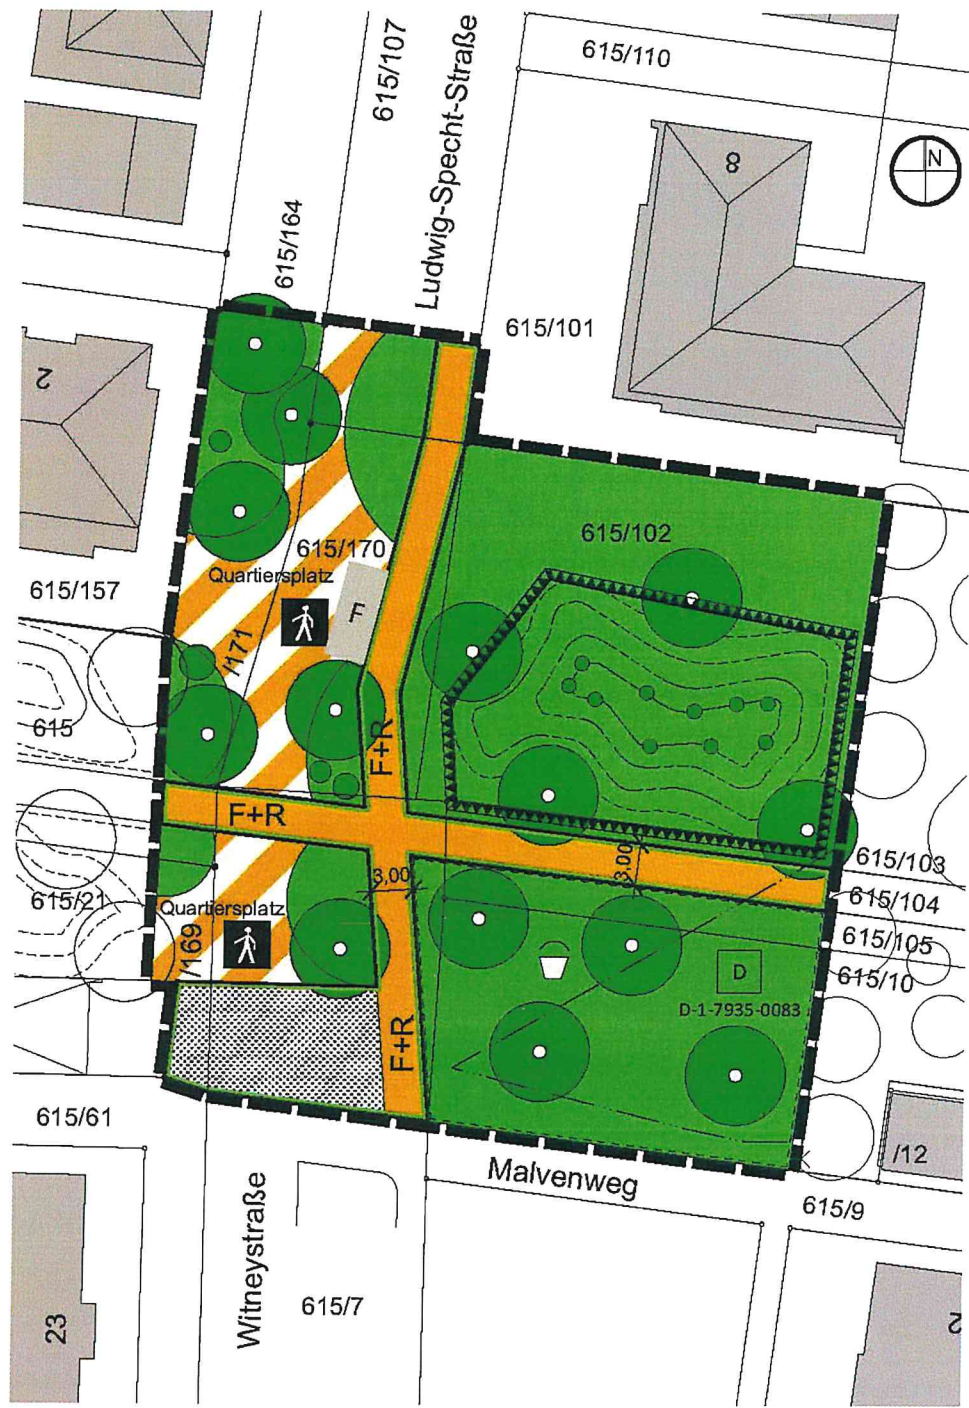 615/107
Ludwig-Specht-Straße
615/110
8
N
615/164
615/101
2
615/102
615/170
Quartiersplatz
615/157
F
/171
615
F+R
F+R
3,00
3,00
615/103
615/21
615/104
Quartiersplatz
/169
615/105
D
615/10
D-1-7935-0083
F+R
615/61
/12
Malvenweg
615/9
Witneystraße
615/7
23
2